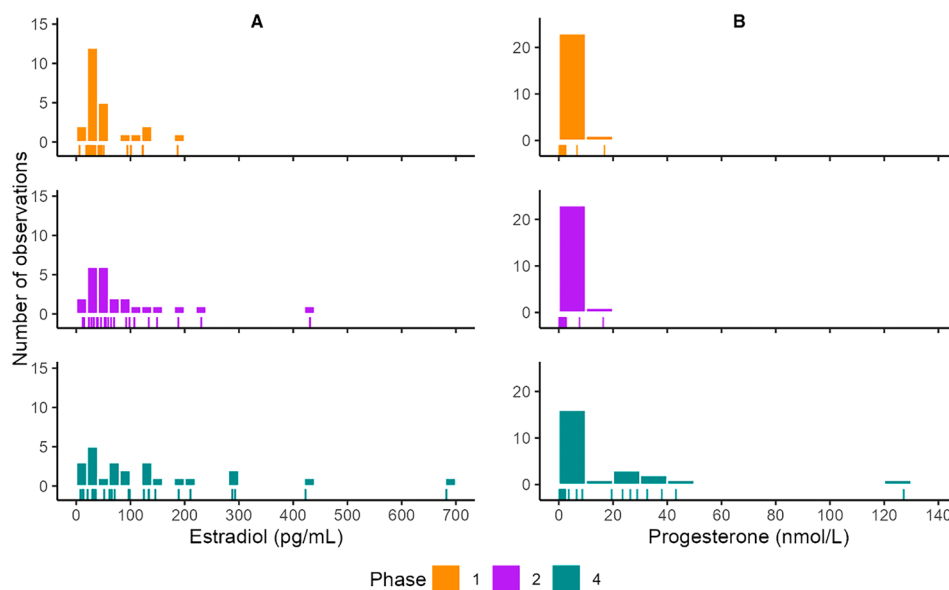 A
B
15
10
5
0
20
10
0
Number of observations
15
10
5
0
20
10
0
15
10
5
0
20
10
0
0 100 200 300 400 500 600 700
0 20 40 60 80 100 120 140
Estradiol (pg/mL)
Progesterone (nmol/L)
Phase 1 2 4